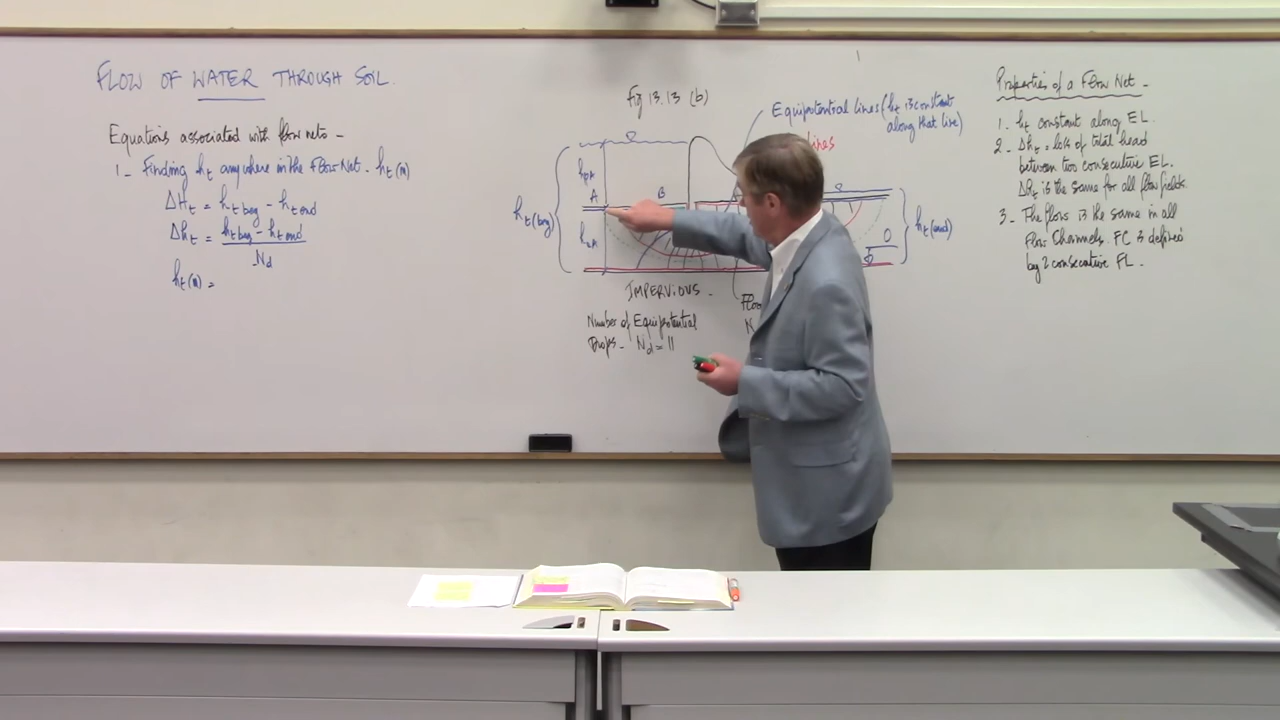 FLOW OF WATER THROUGH SOIL.
Equations associated with flow nets -
1- Finding ht anywhere in the Flow Net. ht(n)
ΔHt = ht beg - ht end
Δht = ht beg - ht end
Nd
ht(n) =
Fig 13.13 (b)
Equipotential lines (ht is constant
along that line)
lines
hpA
A
B
ht(beg)
hzA
ht(end)
IMPERVIOUS -
Number of Equipotential
Drops - Nd = 11
Flo
N
Properties of a Flow Net -
1- ht constant along EL.
2- Δht = loss of total head
between two consecutive EL.
Δht is the same for all flow fields.
3- The flow is the same in all
Flow Channels. FC is defined
by 2 consecutive FL.